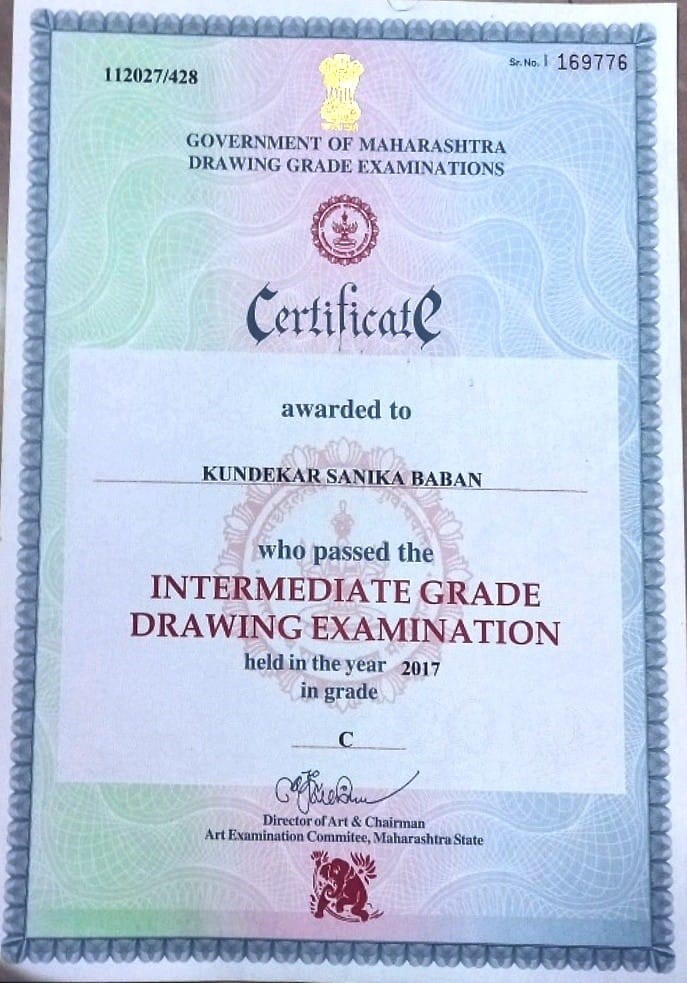 112027/428
Sr. No. I 169776
GOVERNMENT OF MAHARASHTRA
DRAWING GRADE EXAMINATIONS
Certificate
awarded to
KUNDEKAR SANIKA BABAN
who passed the
INTERMEDIATE GRADE
DRAWING EXAMINATION
held in the year 2017
in grade
C
Director of Art & Chairman
Art Examination Commitee, Maharashtra State